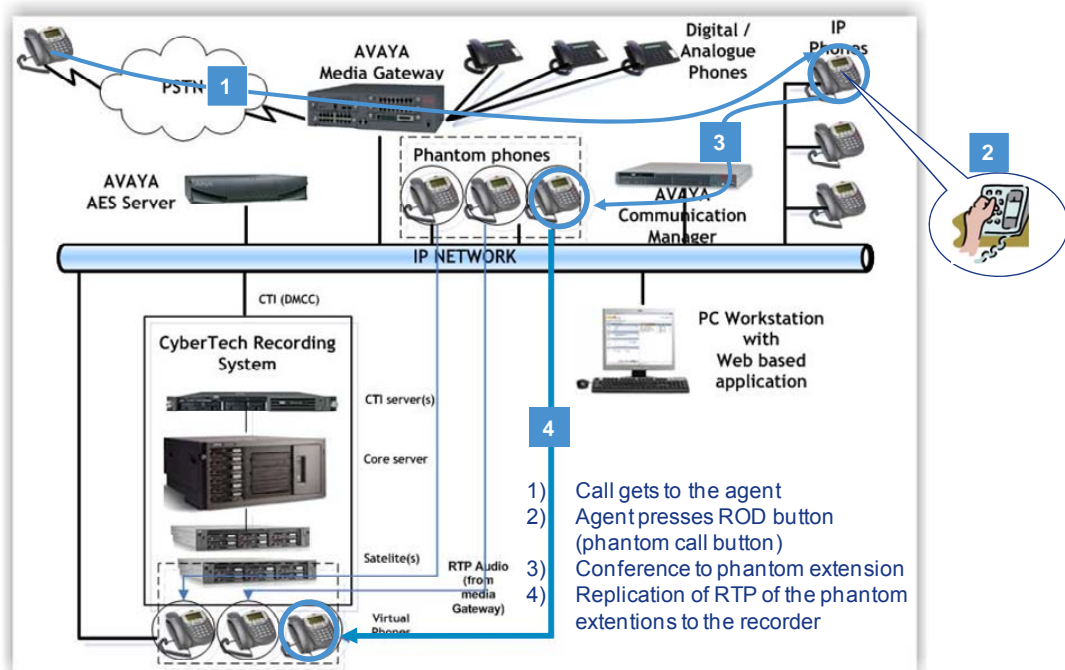 AVAYA
Media Gateway
Digital /
Analogue
Phones
IP
Phones
PSTN
1
3
2
Phantom phones
AVAYA
AES Server
AVAYA
Communication
Manager
IP NETWORK
CTI (DMCC)
CyberTech Recording
System
PC Workstation
with
Web based
application
CTI server(s)
Core server
4
Satelite(s)
RTP Audio
(from
media
Gateway)
Virtual
Phones
1) Call gets to the agent
2) Agent presses ROD button
(phantom call button)
3) Conference to phantom extension
4) Replication of RTP of the phantom
extentions to the recorder